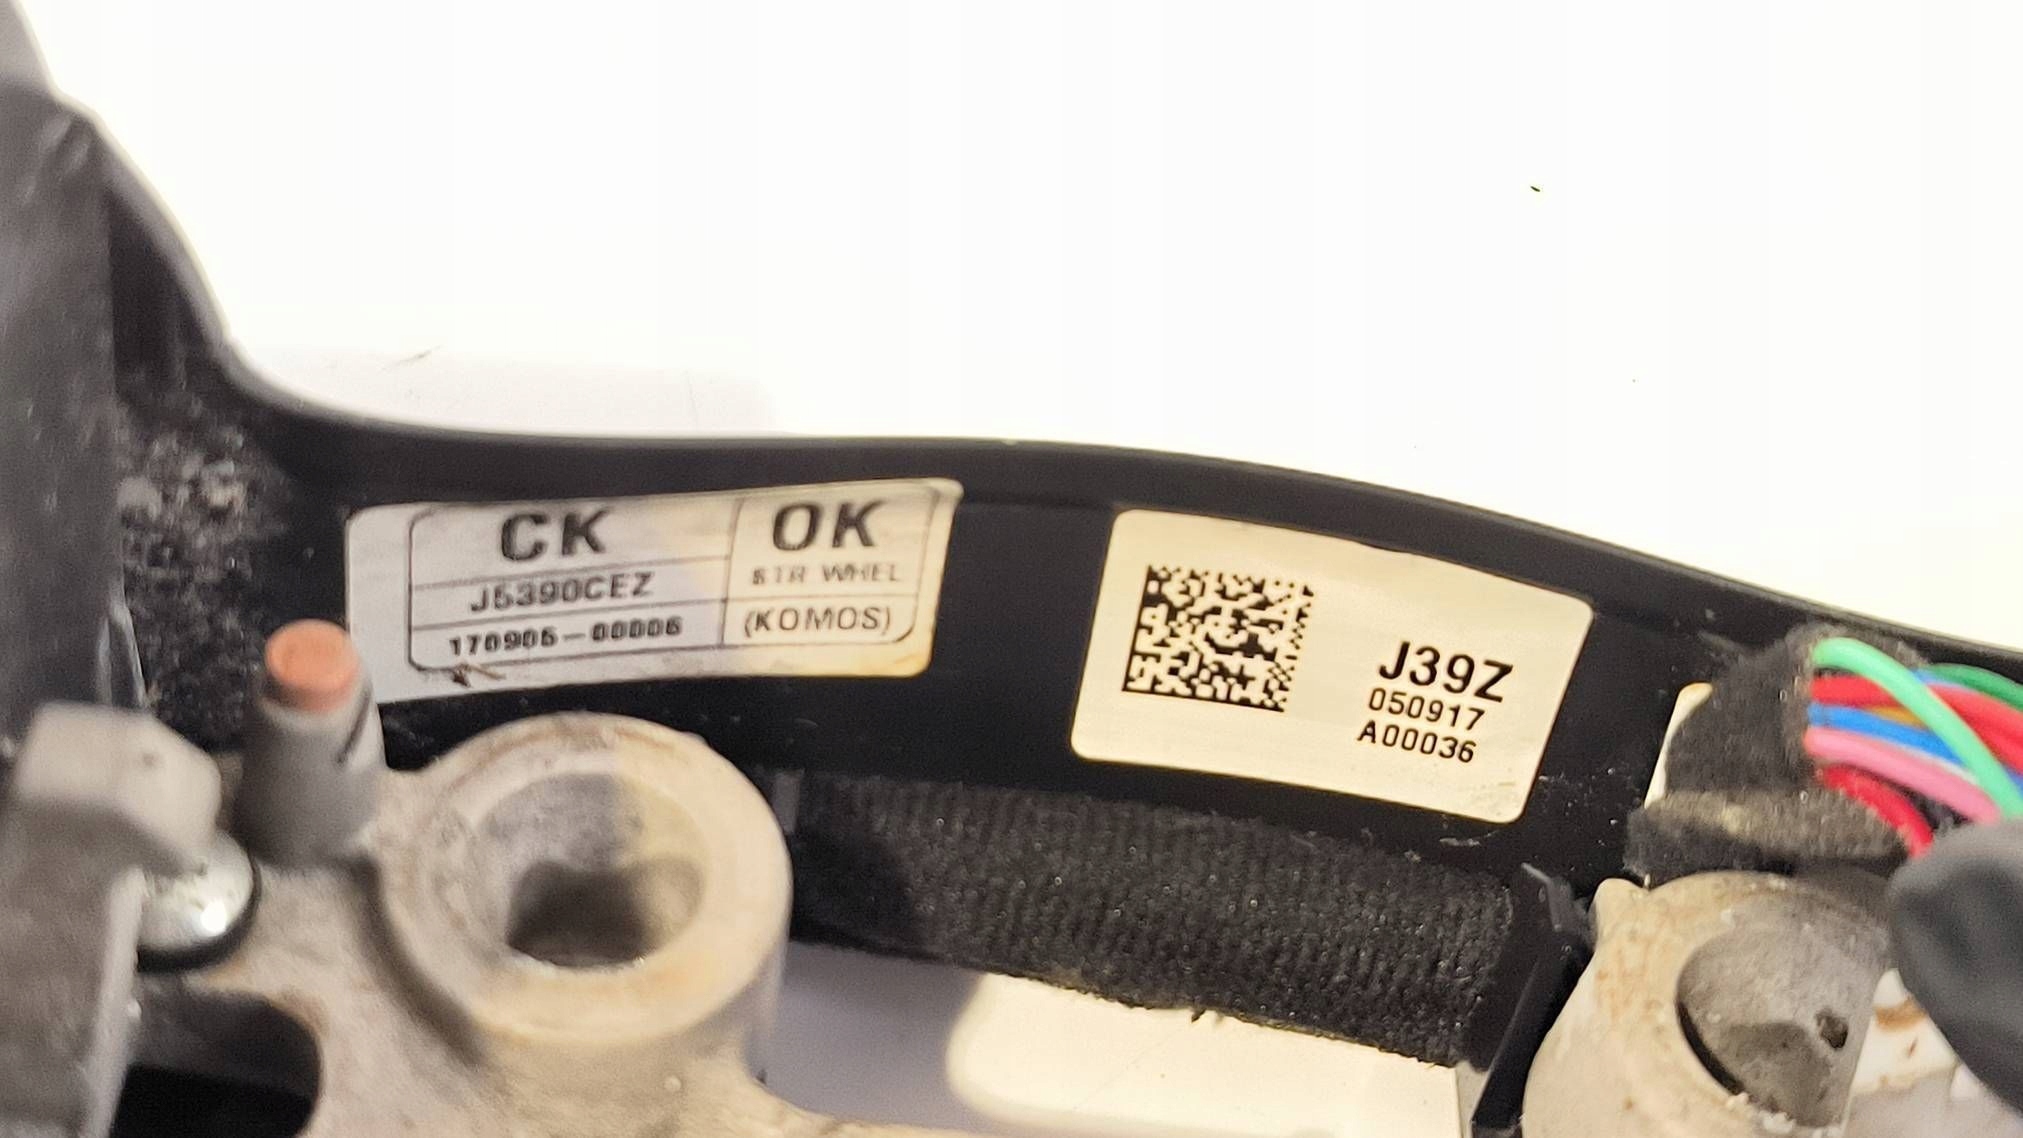 CK
OK
J5390CEZ
STR WHEL
170905-00006
(KOMOS)
J39Z
050917
A00036